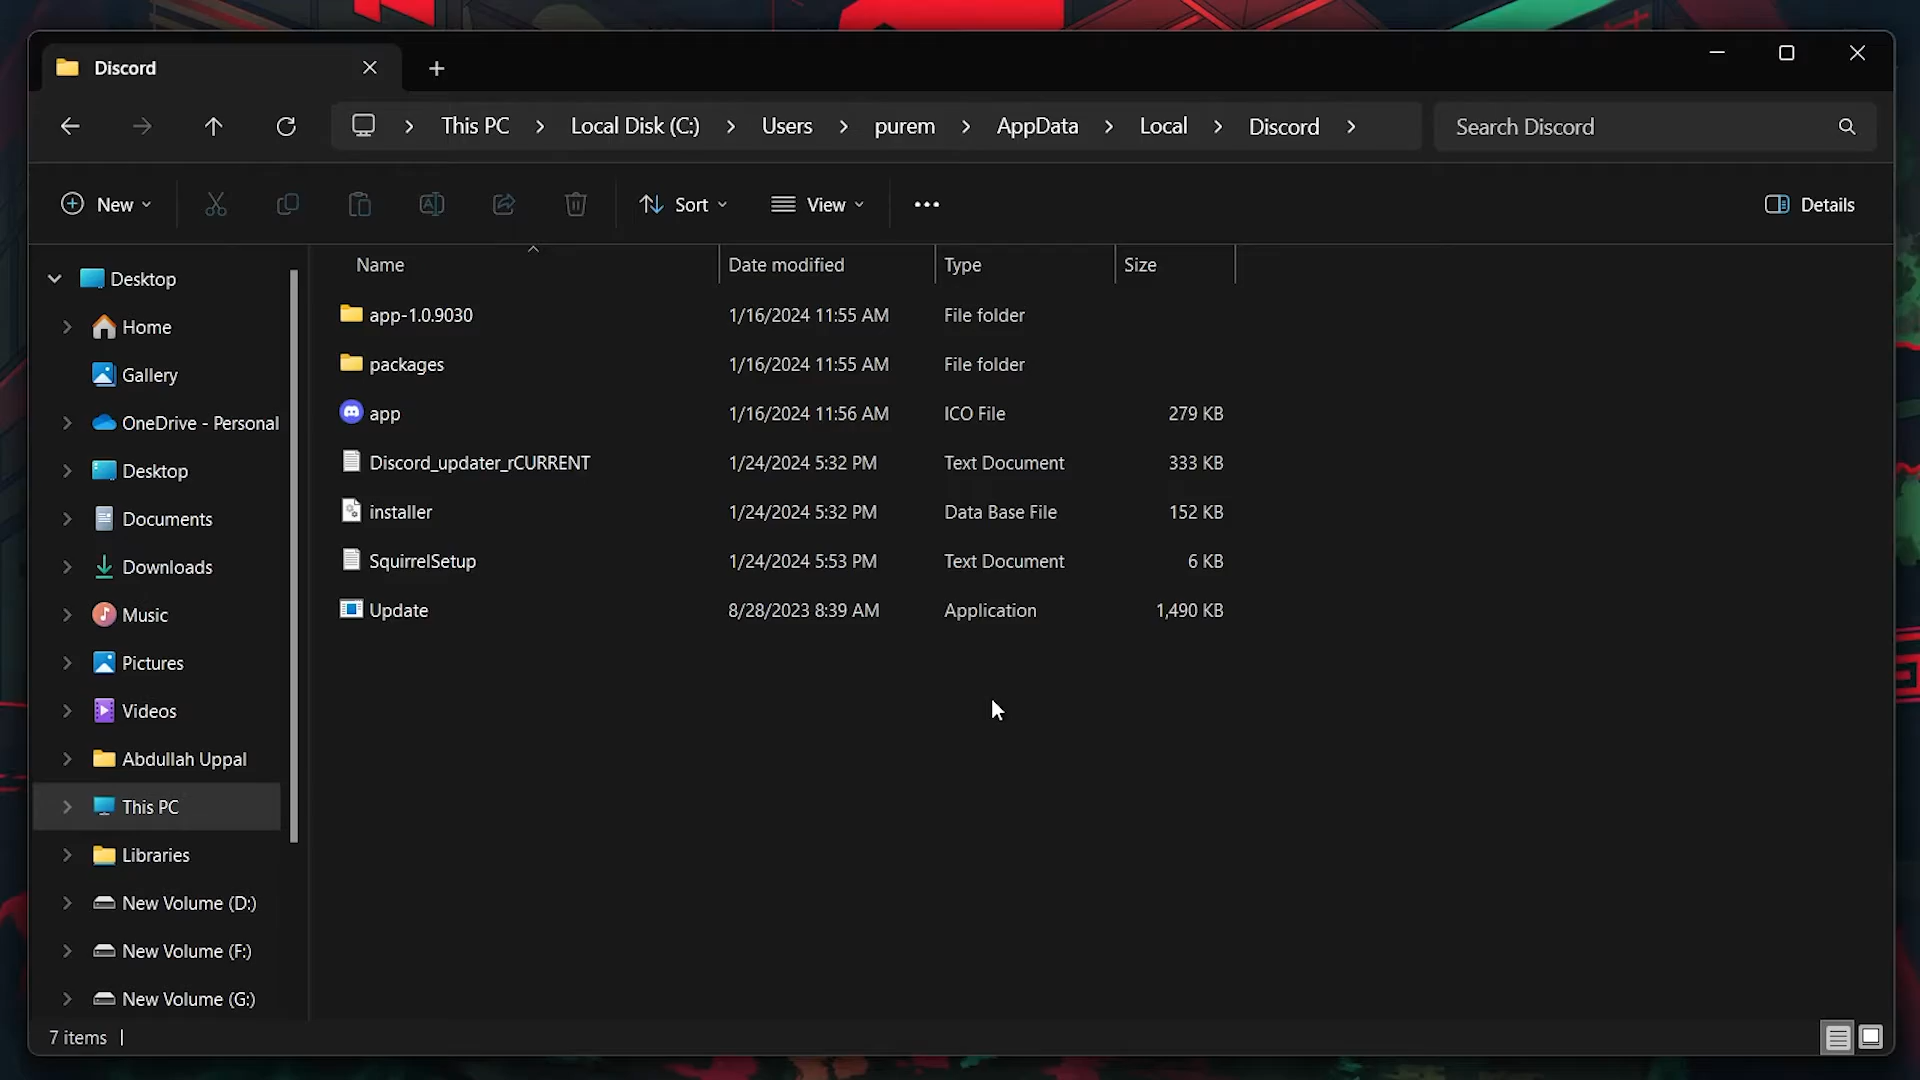 Discord
This PC > Local Disk (C:) > Users > purem > AppData > Local > Discord >
Search Discord
New
Sort
View
Details
Name Date modified Type Size
app-1.0.9030 1/16/2024 11:55 AM File folder
packages 1/16/2024 11:55 AM File folder
app 1/16/2024 11:56 AM ICO File 279 KB
Discord_updater_rCURRENT 1/24/2024 5:32 PM Text Document 333 KB
installer 1/24/2024 5:32 PM Data Base File 152 KB
SquirrelSetup 1/24/2024 5:53 PM Text Document 6 KB
Update 8/28/2023 8:39 AM Application 1,490 KB
Desktop
Home
Gallery
OneDrive - Personal
Desktop
Documents
Downloads
Music
Pictures
Videos
Abdullah Uppal
This PC
Libraries
New Volume (D:)
New Volume (F:)
New Volume (G:)
7 items